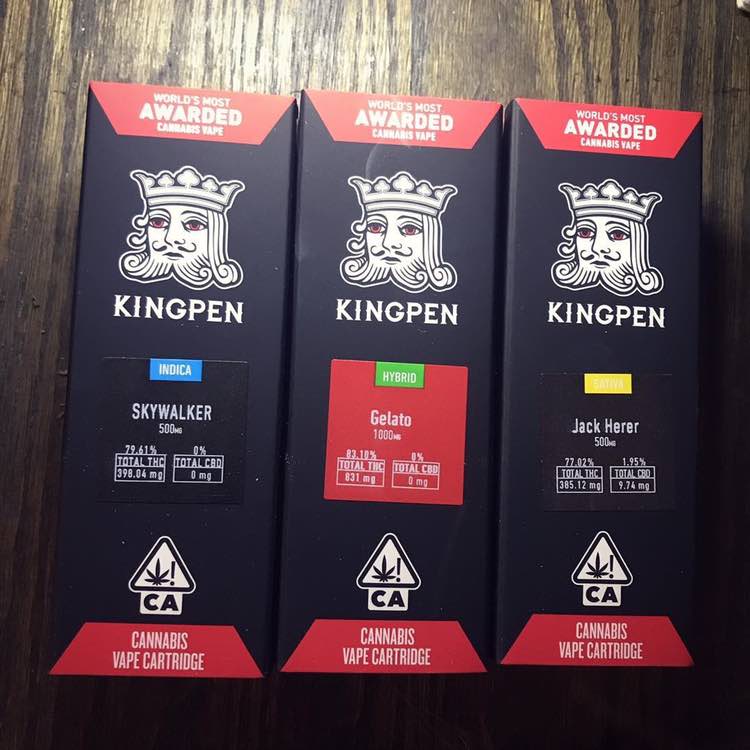 WORLD'S MOST
AWARDED
CANNABIS VAPE
KINGPEN
INDICA
SKYWALKER
500MG
79.61% 0%
TOTAL THC TOTAL CBD
398.04 mg 0 mg
CA
CANNABIS
VAPE CARTRIDGE
WORLD'S MOST
AWARDED
CANNABIS VAPE
KINGPEN
HYBRID
Gelato
1000MG
83.10% 0%
TOTAL THC TOTAL CBD
831 mg 0 mg
CA
CANNABIS
VAPE CARTRIDGE
WORLD'S MOST
AWARDED
CANNABIS VAPE
KINGPEN
SATIVA
Jack Herer
500MG
77.02% 1.95%
TOTAL THC TOTAL CBD
385.12 mg 9.74 mg
CA
CANNABIS
VAPE CARTRIDGE